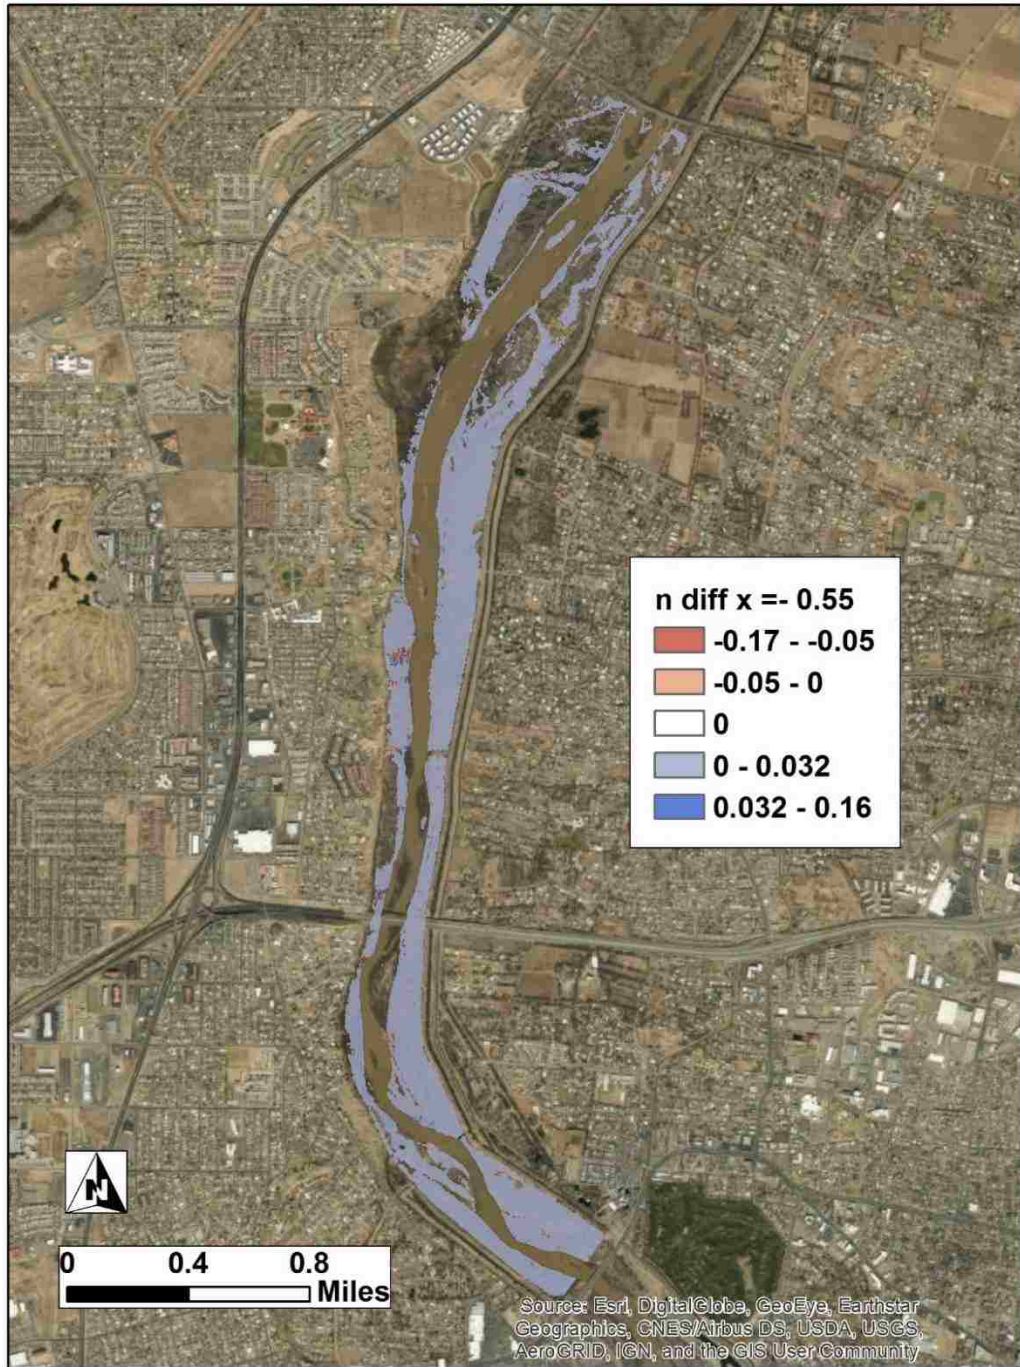 n diff x =- 0.55
-0.17 - -0.05
-0.05 - 0
0
0 - 0.032
0.032 - 0.16
N
0 0.4 0.8
Miles
Source: Esri, DigitalGlobe, GeoEye, Earthstar
Geographics, CNES/Airbus DS, USDA, USGS,
AeroGRID, IGN, and the GIS User Community